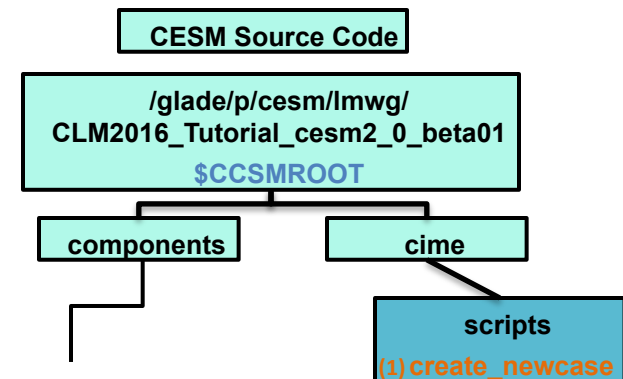 CESM Source Code
/glade/p/cesm/lmwg/
CLM2016_Tutorial_cesm2_0_beta01
$CCSMROOT
components
cime
scripts
(1) create_newcase